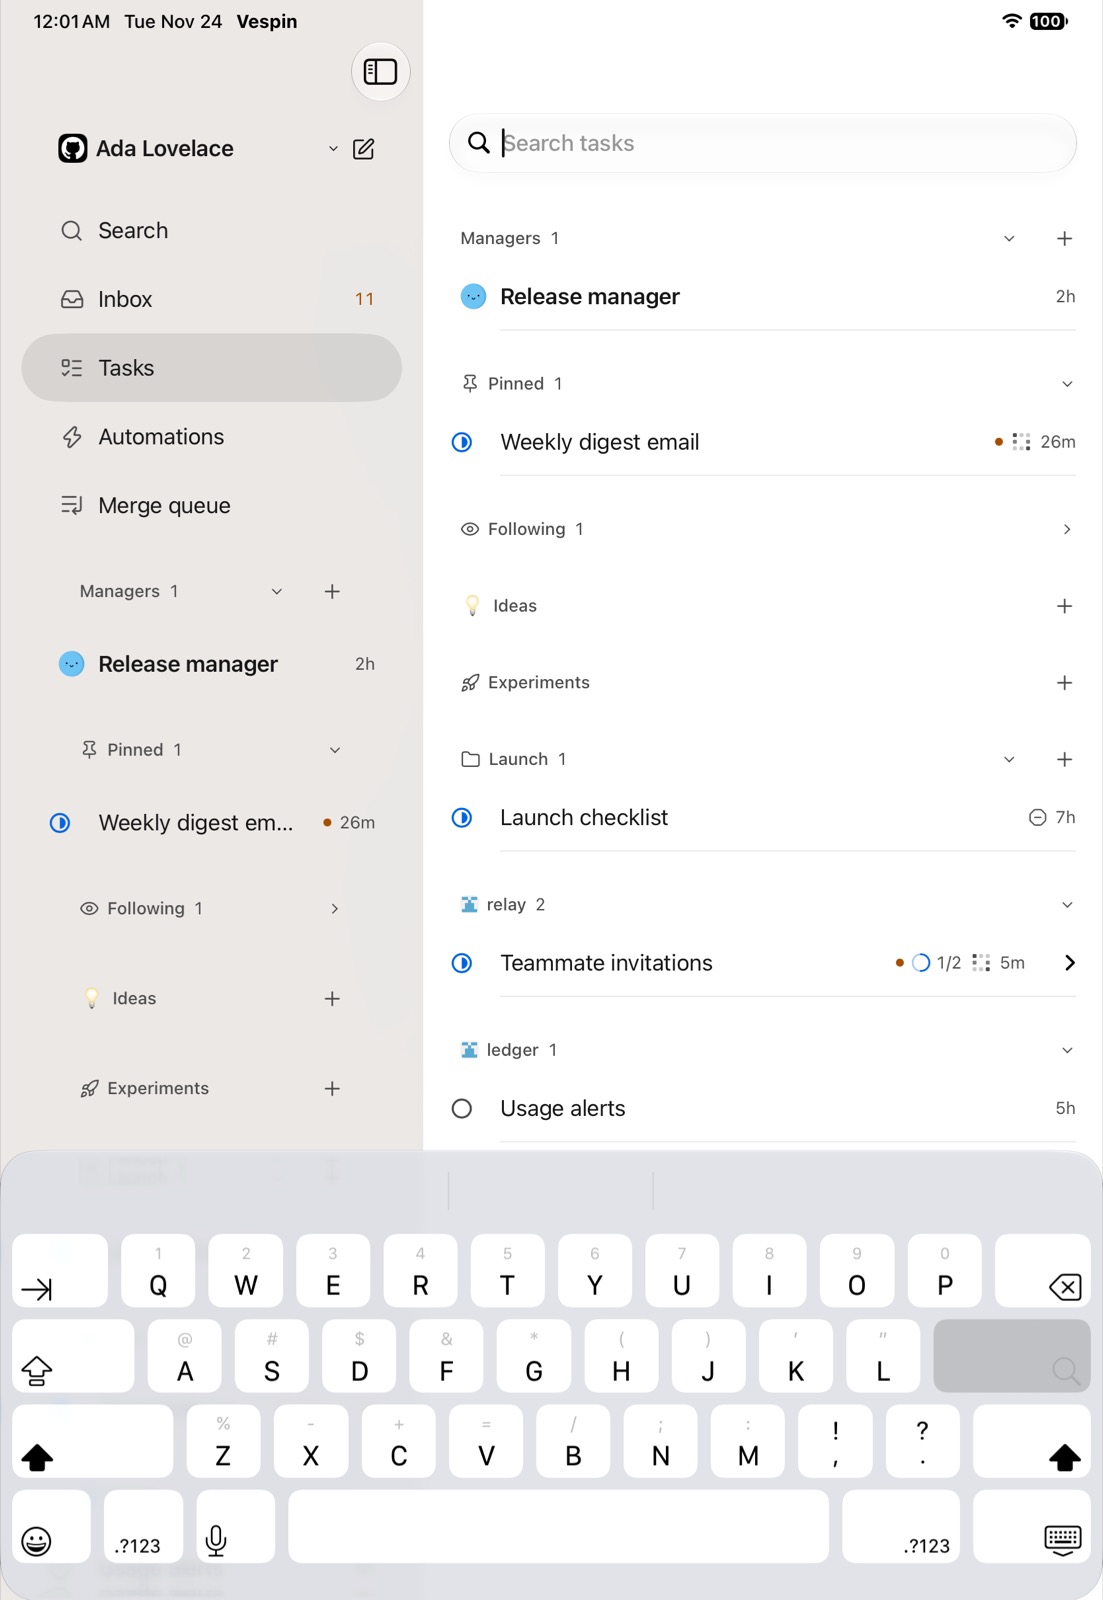 12:01 AM Tue Nov 24 Vespin
100
Ada Lovelace
Search
Inbox 11
Tasks
Automations
Merge queue
Managers 1
Release manager 2h
Pinned 1
Weekly digest em... 26m
Following 1
Ideas
Experiments
Search tasks
Managers 1
Release manager 2h
Pinned 1
Weekly digest email 26m
Following 1
Ideas
Experiments
Launch 1
Launch checklist 7h
relay 2
Teammate invitations 1/2 5m
ledger 1
Usage alerts 5h
1 2 3 4 5 6 7 8 9 0
Q W E R T Y U I O P
@ # $ & * ( ) ' "
A S D F G H J K L
% - + = / ; : ! ?
Z X C V B N M , .
.?123 .?123